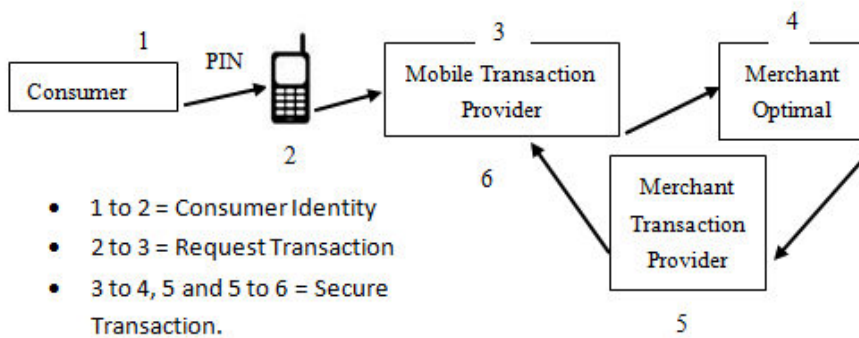 1
PIN
Consumer
2
3
Mobile Transaction
Provider
4
Merchant
Optimal
6
Merchant
Transaction
Provider
5
• 1 to 2 = Consumer Identity
• 2 to 3 = Request Transaction
• 3 to 4, 5 and 5 to 6 = Secure
Transaction.